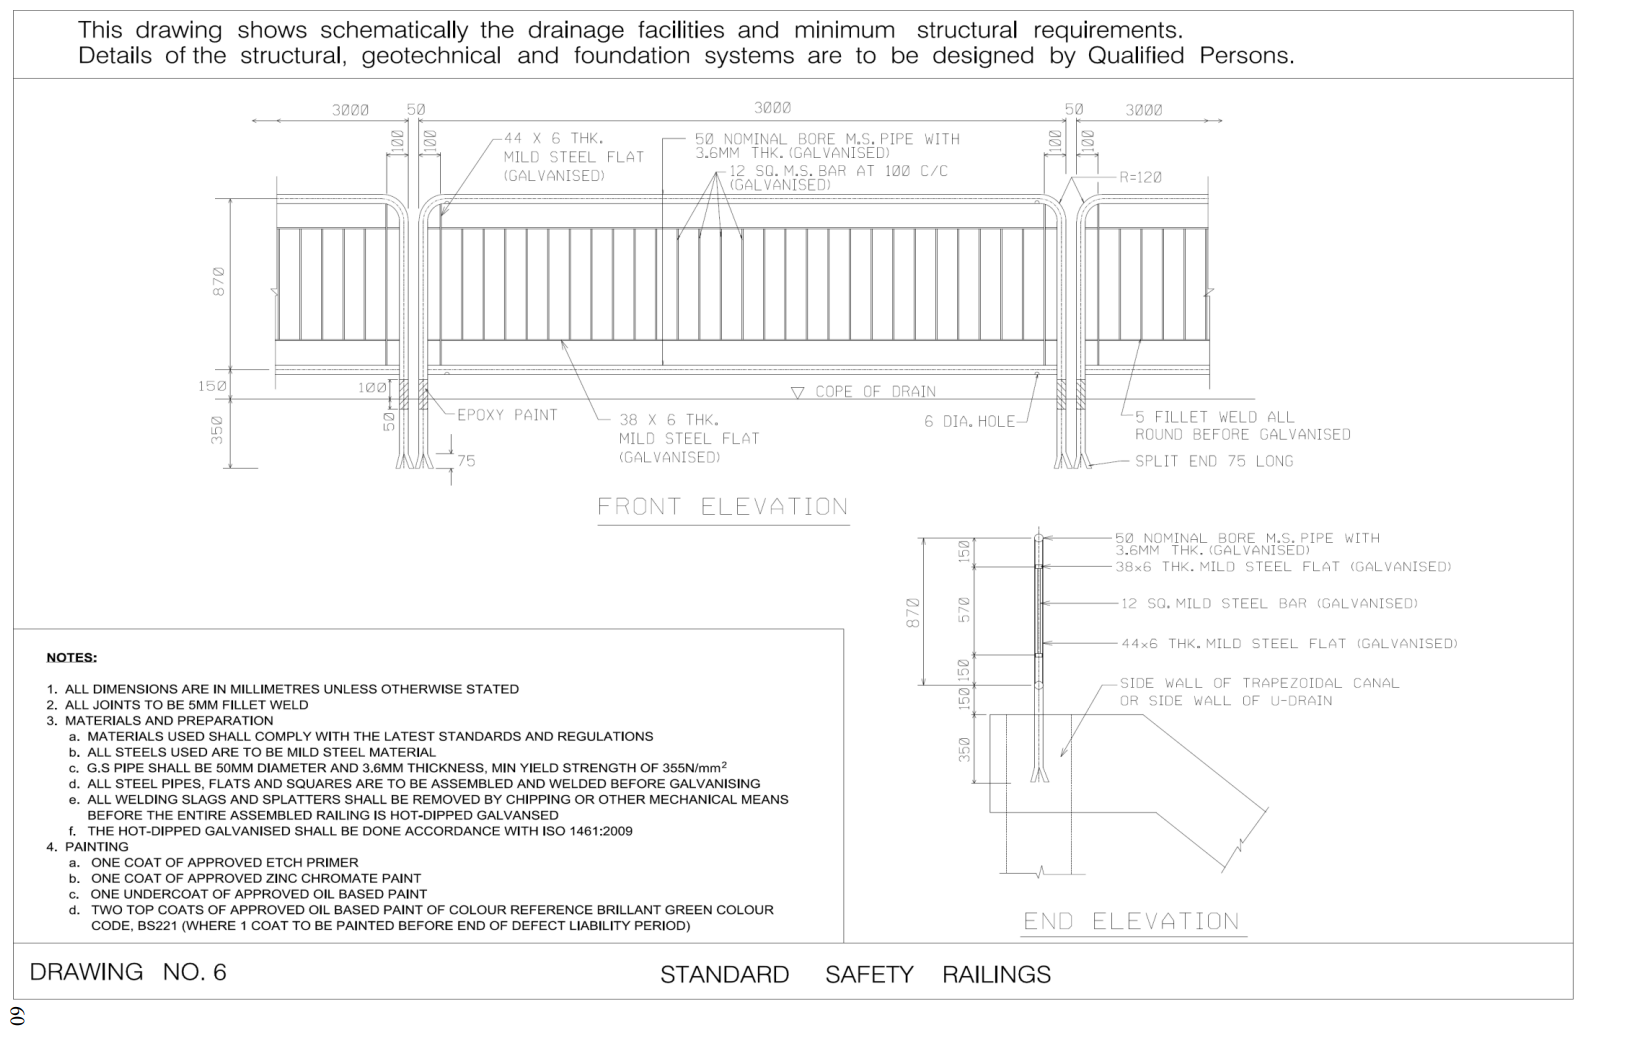 This drawing shows schematically the drainage facilities and minimum structural requirements.
Details of the structural, geotechnical and foundation systems are to be designed by Qualified Persons.
3000 50 3000 50 3000
100 100 100 100
44 X 6 THK.
MILD STEEL FLAT
(GALVANISED)
50 NOMINAL BORE M.S. PIPE WITH
3.6MM THK. (GALVANISED)
12 SQ. M.S. BAR AT 100 C/C
(GALVANISED)
R=120
870
150
350
100
50
75
EPOXY PAINT
38 X 6 THK.
MILD STEEL FLAT
(GALVANISED)
COPE OF DRAIN
6 DIA. HOLE
5 FILLET WELD ALL
ROUND BEFORE GALVANISED
SPLIT END 75 LONG
FRONT ELEVATION
870
150
570
150
150
350
50 NOMINAL BORE M.S. PIPE WITH
3.6MM THK. (GALVANISED)
38x6 THK. MILD STEEL FLAT (GALVANISED)
12 SQ. MILD STEEL BAR (GALVANISED)
44x6 THK. MILD STEEL FLAT (GALVANISED)
SIDE WALL OF TRAPEZOIDAL CANAL
OR SIDE WALL OF U-DRAIN
END ELEVATION
NOTES:
1. ALL DIMENSIONS ARE IN MILLIMETRES UNLESS OTHERWISE STATED
2. ALL JOINTS TO BE 5MM FILLET WELD
3. MATERIALS AND PREPARATION
a. MATERIALS USED SHALL COMPLY WITH THE LATEST STANDARDS AND REGULATIONS
b. ALL STEELS USED ARE TO BE MILD STEEL MATERIAL
c. G.S PIPE SHALL BE 50MM DIAMETER AND 3.6MM THICKNESS, MIN YIELD STRENGTH OF 355N/mm²
d. ALL STEEL PIPES, FLATS AND SQUARES ARE TO BE ASSEMBLED AND WELDED BEFORE GALVANISING
e. ALL WELDING SLAGS AND SPLATTERS SHALL BE REMOVED BY CHIPPING OR OTHER MECHANICAL MEANS
BEFORE THE ENTIRE ASSEMBLED RAILING IS HOT-DIPPED GALVANSED
f. THE HOT-DIPPED GALVANISED SHALL BE DONE ACCORDANCE WITH ISO 1461:2009
4. PAINTING
a. ONE COAT OF APPROVED ETCH PRIMER
b. ONE COAT OF APPROVED ZINC CHROMATE PAINT
c. ONE UNDERCOAT OF APPROVED OIL BASED PAINT
d. TWO TOP COATS OF APPROVED OIL BASED PAINT OF COLOUR REFERENCE BRILLANT GREEN COLOUR
CODE, BS221 (WHERE 1 COAT TO BE PAINTED BEFORE END OF DEFECT LIABILITY PERIOD)
DRAWING NO. 6
STANDARD SAFETY RAILINGS
60